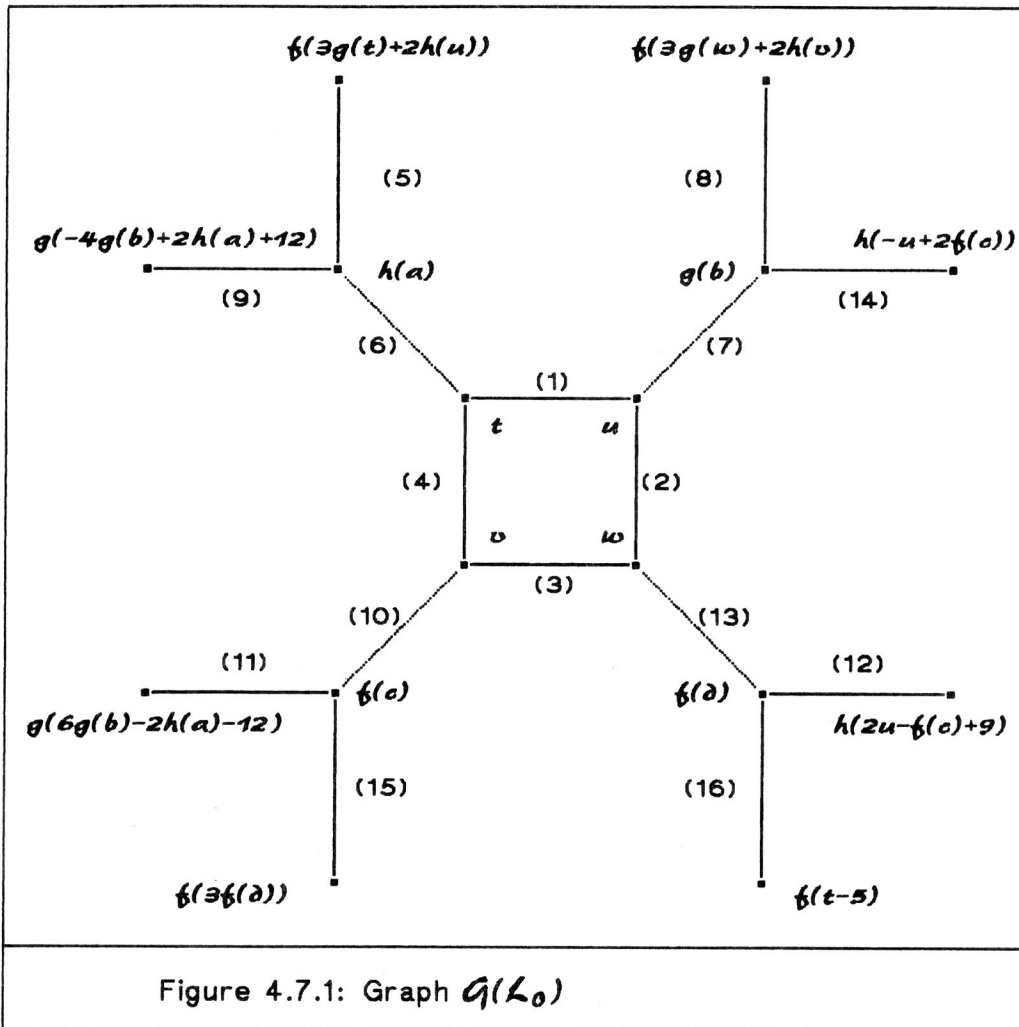 f(3g(t)+2h(u)) f(3g(w)+2h(v))
(5) (8)
g(-4g(b)+2h(a)+12) h(-u+2f(c))
h(a) g(b)
(9) (14)
(6) (7)
(1)
t u
(4) (2)
v w
(3)
(10) (13)
(11) (12)
f(c) f(d)
g(6g(b)-2h(a)-12) h(2u-f(c)+9)
(15) (16)
f(3f(d)) f(t-5)
Figure 4.7.1: Graph G(L₀)